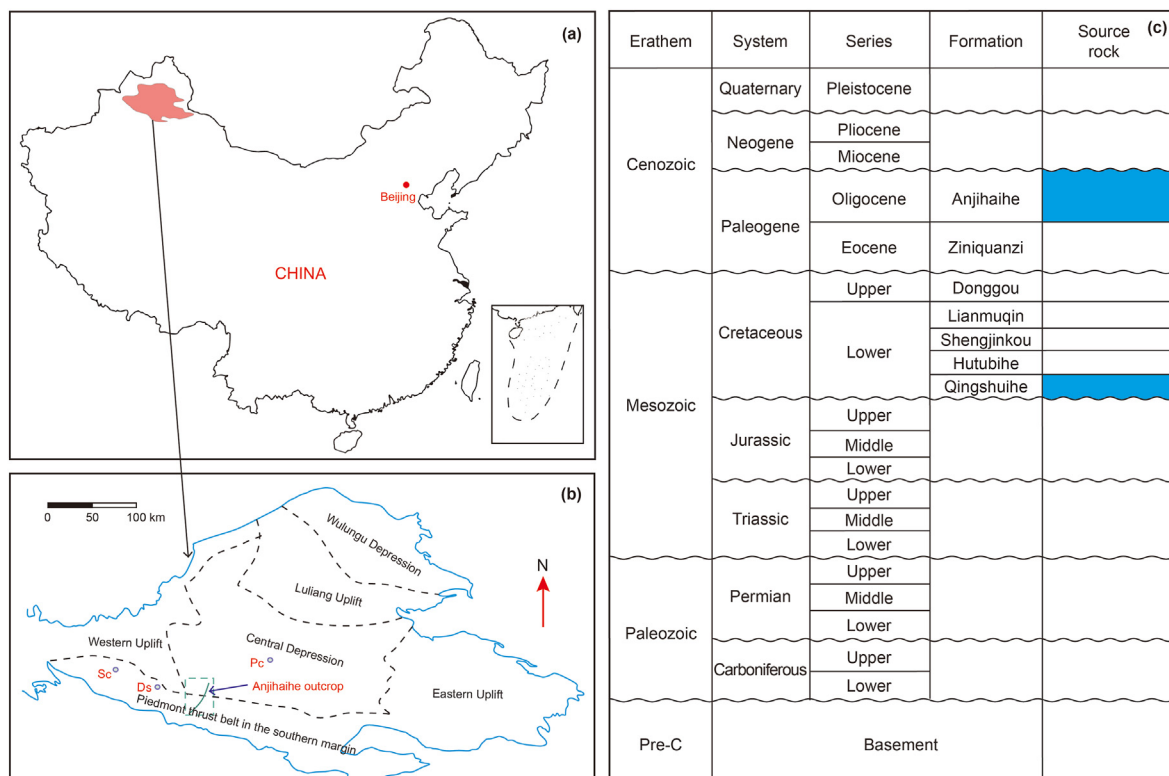 (a)
Beijing
CHINA
(b)
0 50 100 km
N
Wulungu Depression
Luliang Uplift
Western Uplift
Central Depression
Pc
Sc
Ds
Anjihaihe outcrop
Eastern Uplift
Piedmont thrust belt in the southern margin
(c)
Erathem System Series Formation Source
rock
Quaternary Pleistocene
Cenozoic
Neogene
Pliocene
Miocene
Paleogene
Oligocene Anjihaihe
Eocene Ziniquanzi
Mesozoic
Cretaceous
Upper Donggou
Lower
Lianmuqin
Shengjinkou
Hutubihe
Qingshuihe
Jurassic
Upper
Middle
Lower
Triassic
Upper
Middle
Lower
Paleozoic
Permian
Upper
Middle
Lower
Carboniferous
Upper
Lower
Pre-C Basement